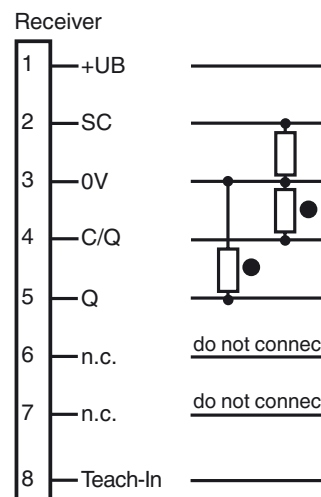 Receiver
1 +UB
2 SC
3 0V
4 C/Q
5 Q
6 n.c. do not connec
7 n.c. do not connec
8 Teach-In